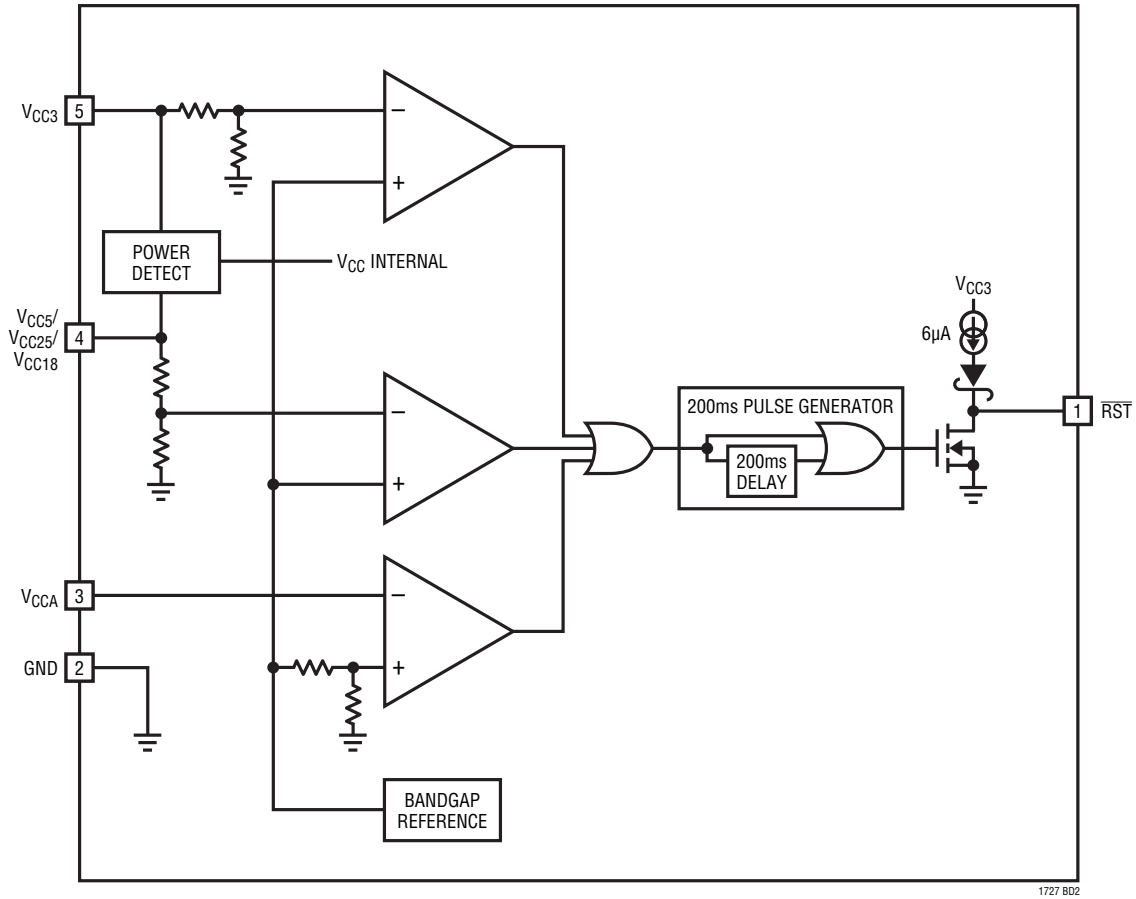 VCC3 5
−
+
POWER
DETECT
VCC INTERNAL
VCC5/
VCC25/
VCC18
4
−
+
VCCA 3
−
GND 2
+
BANDGAP
REFERENCE
200ms PULSE GENERATOR
200ms
DELAY
VCC3
6µA
1 R̅S̅T̅
1727 BD2